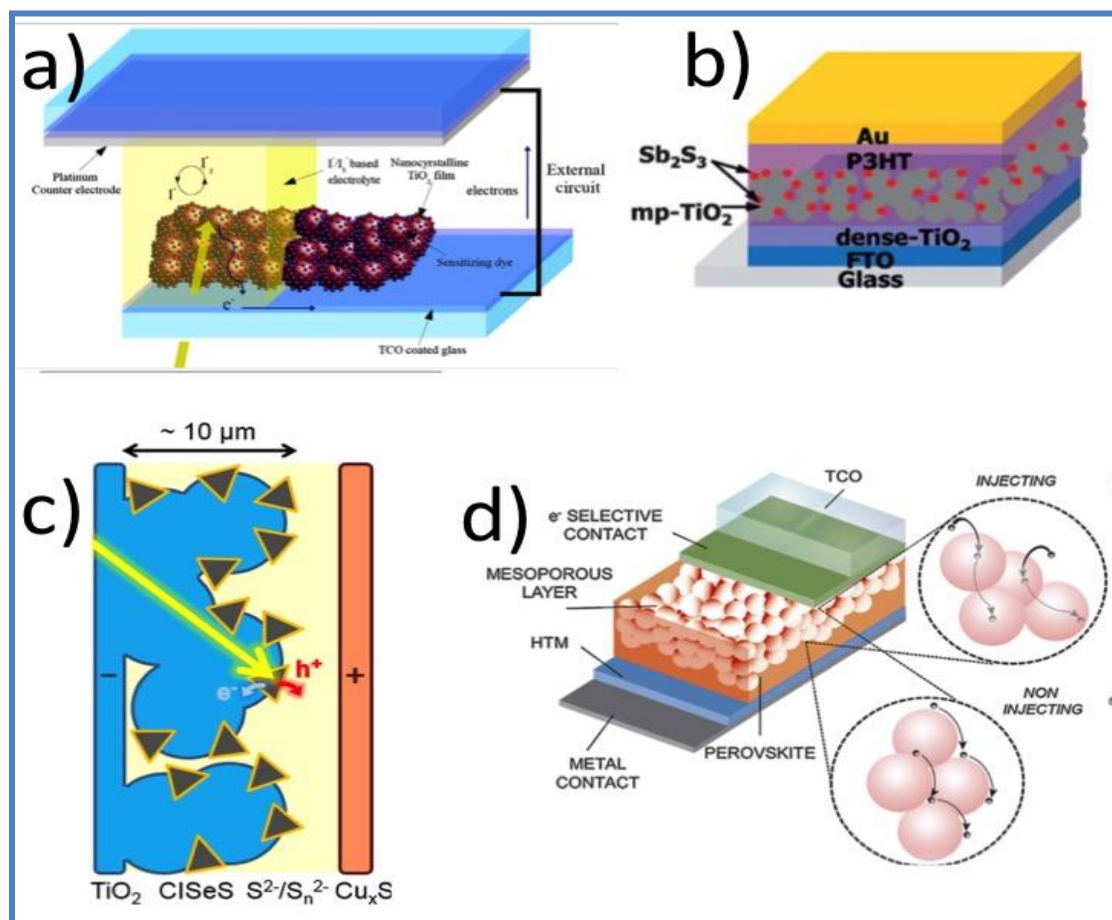 a)
Platinum
Counter electrode
I⁻
I⁻₃
I⁻/I₃⁻ based
electrolyte
Nanocrystalline
TiO₂ film
electrons
External
circuit
Sensitizing dye
e⁻
TCO coated glass
b)
Au
P3HT
Sb₂S₃
mp-TiO₂
dense-TiO₂
FTO
Glass
c)
~ 10 µm
−
+
h⁺
e⁻
TiO₂ CISeS S²⁻/Sₙ²⁻ CuₓS
d)
TCO
INJECTING
e⁻ SELECTIVE
CONTACT
MESOPOROUS
LAYER
HTM
NON
INJECTING
PEROVSKITE
METAL
CONTACT